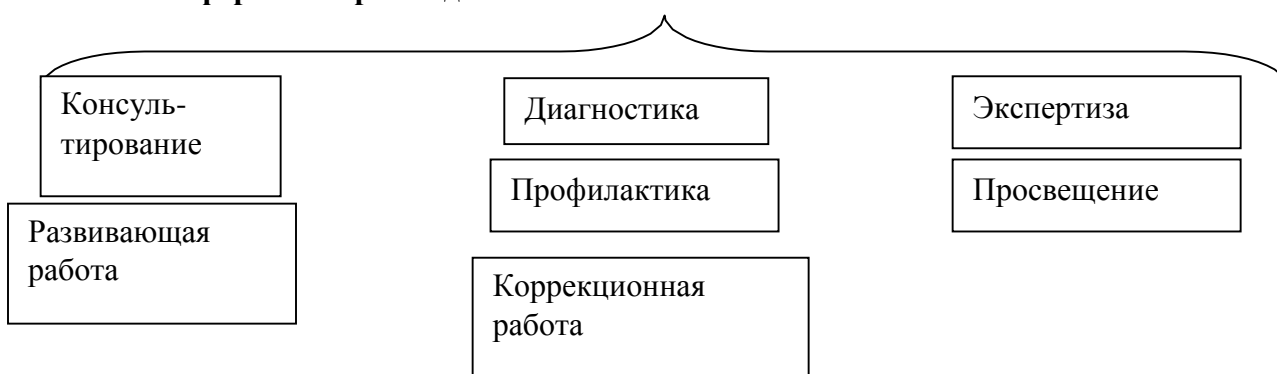 Консуль-
тирование
Диагностика
Экспертиза
Профилактика
Просвещение
Развивающая
работа
Коррекционная
работа